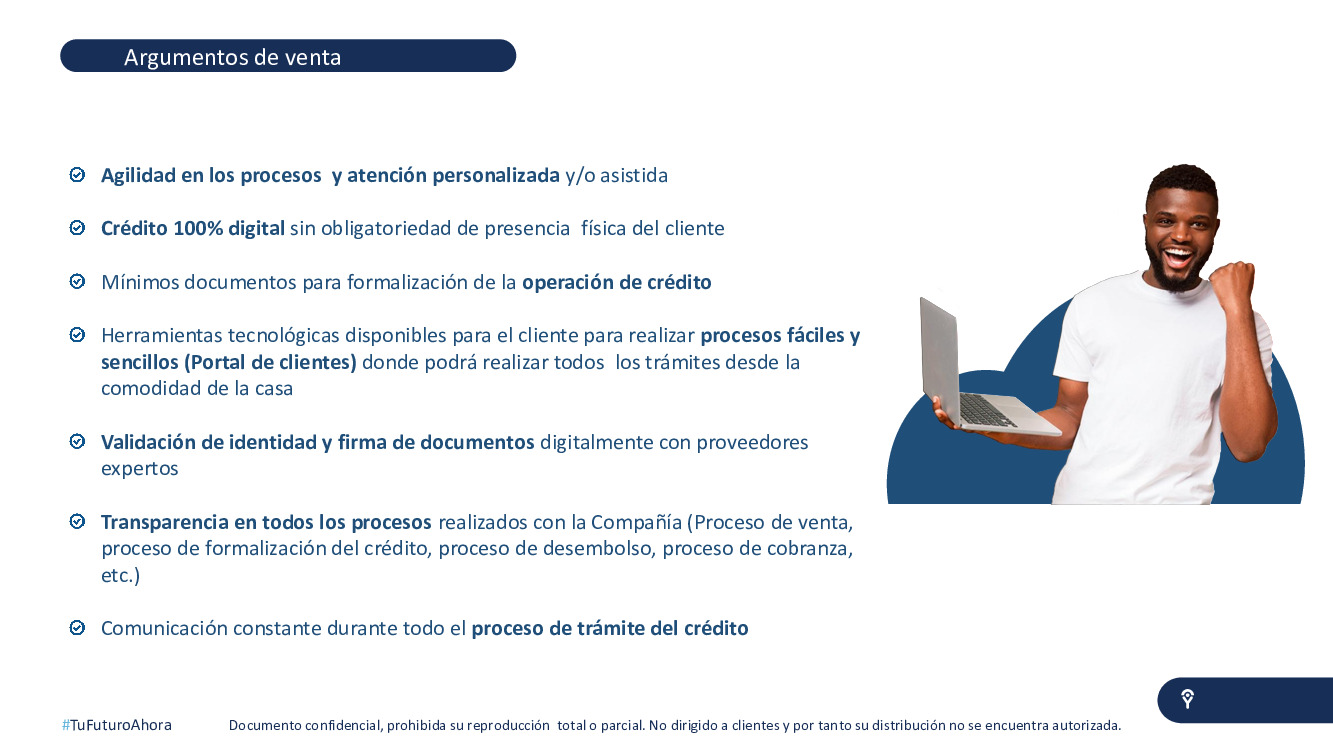 Argumentos de venta
Agilidad en los procesos  y atención personalizada y/o asistida
Crédito 100% digital sin obligatoriedad de presencia  física del cliente
Mínimos documentos para formalización de la operación de crédito
Herramientas tecnológicas disponibles para el cliente para realizar procesos fáciles y
sencillos (Portal de clientes) donde podrá realizar todos  los trámites desde la
comodidad de la casa
Validación de identidad y firma de documentos digitalmente con proveedores
expertos
Transparencia en todos los procesos realizados con la Compañía (Proceso de venta,
proceso de formalización del crédito, proceso de desembolso, proceso de cobranza,
etc.)
Comunicación constante durante todo el proceso de trámite del crédito
#TuFuturoAhora
Documento confidencial, prohibida su reproducción  total o parcial. No dirigido a clientes y por tanto su distribución no se encuentra autorizada.